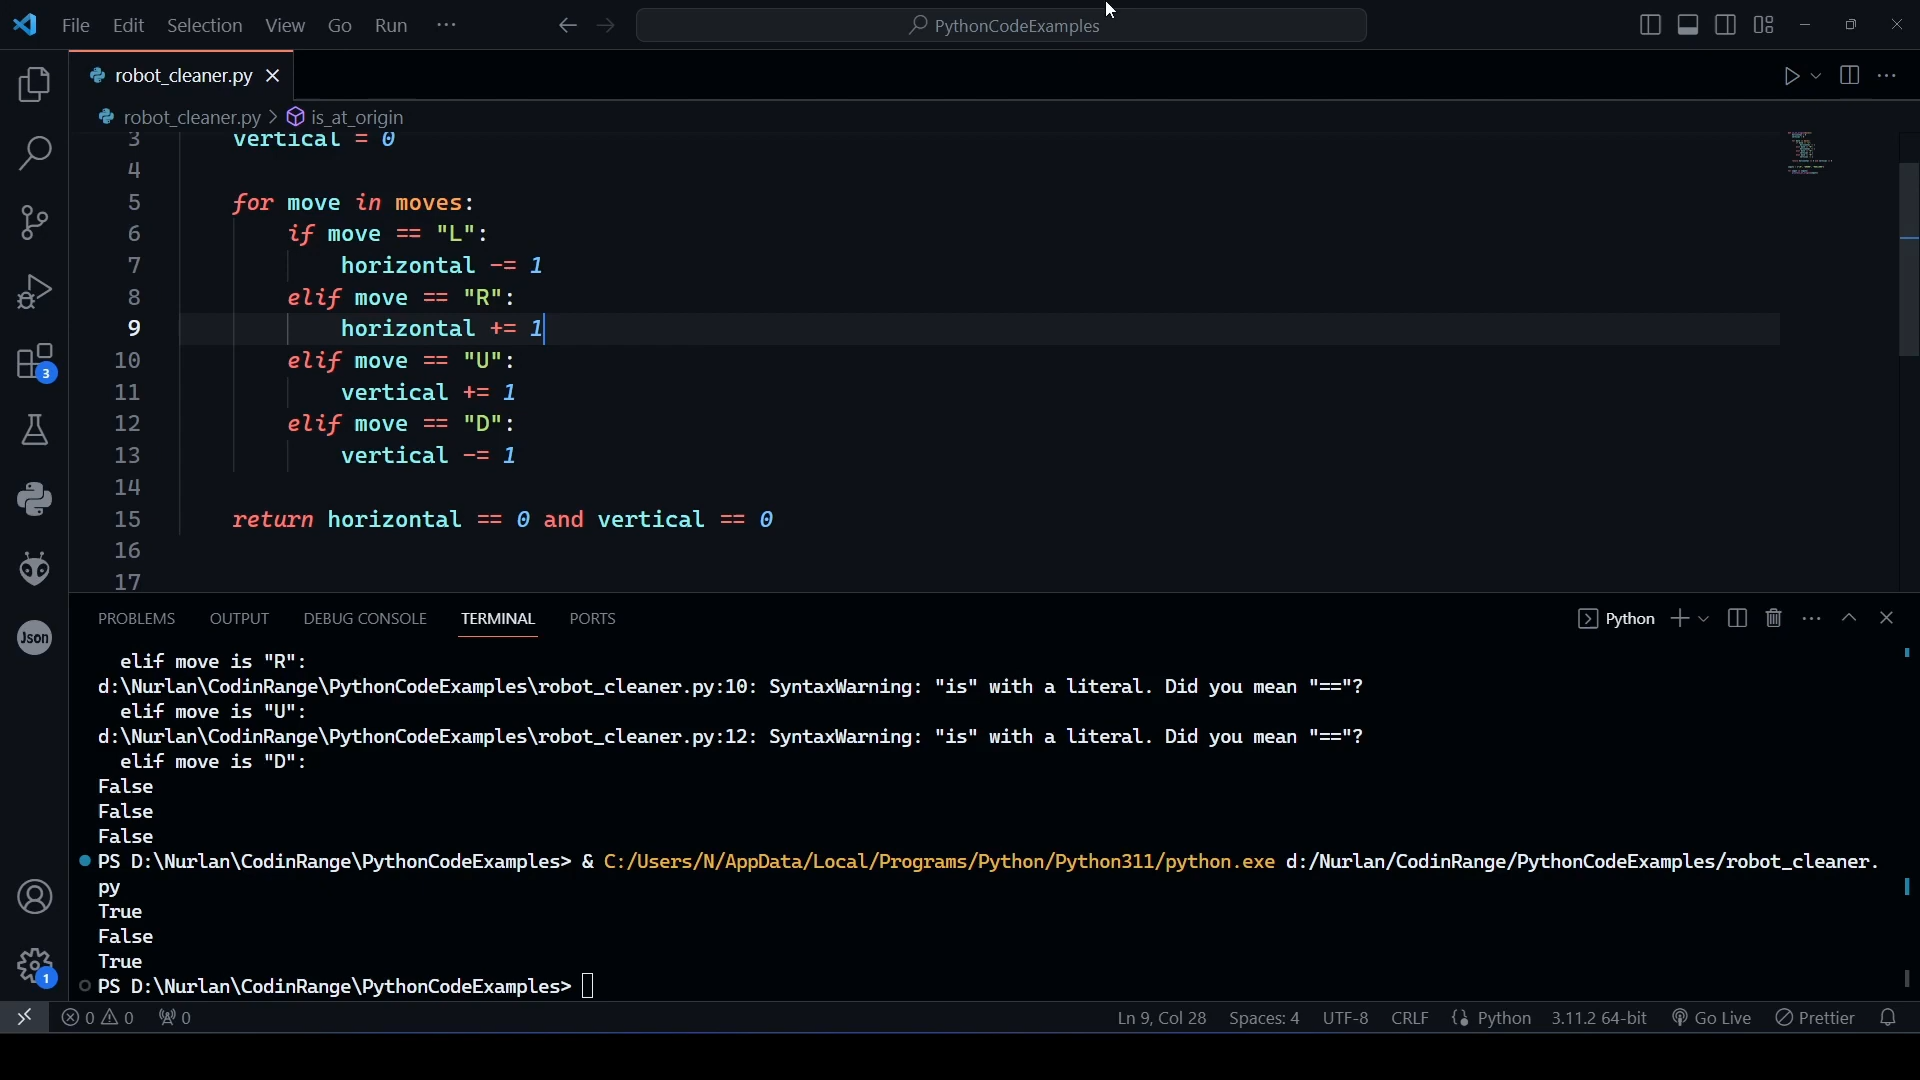 File Edit Selection View Go Run ··· PythonCodeExamples
robot_cleaner.py
robot_cleaner.py > is_at_origin
3 vertical = 0
4
5 for move in moves:
6 if move == "L":
7 horizontal -= 1
8 elif move == "R":
9 horizontal += 1
10 elif move == "U":
11 vertical += 1
12 elif move == "D":
13 vertical -= 1
14
15 return horizontal == 0 and vertical == 0
16
17
3
Json
1
PROBLEMS OUTPUT DEBUG CONSOLE TERMINAL PORTS Python
elif move is "R":
d:\Nurlan\CodinRange\PythonCodeExamples\robot_cleaner.py:10: SyntaxWarning: "is" with a literal. Did you mean "=="?
elif move is "U":
d:\Nurlan\CodinRange\PythonCodeExamples\robot_cleaner.py:12: SyntaxWarning: "is" with a literal. Did you mean "=="?
elif move is "D":
False
False
False
PS D:\Nurlan\CodinRange\PythonCodeExamples> & C:/Users/N/AppData/Local/Programs/Python/Python311/python.exe d:/Nurlan/CodinRange/PythonCodeExamples/robot_cleaner.
py
True
False
True
PS D:\Nurlan\CodinRange\PythonCodeExamples>
0 0 0 Ln 9, Col 28 Spaces: 4 UTF-8 CRLF Python 3.11.2 64-bit Go Live Prettier